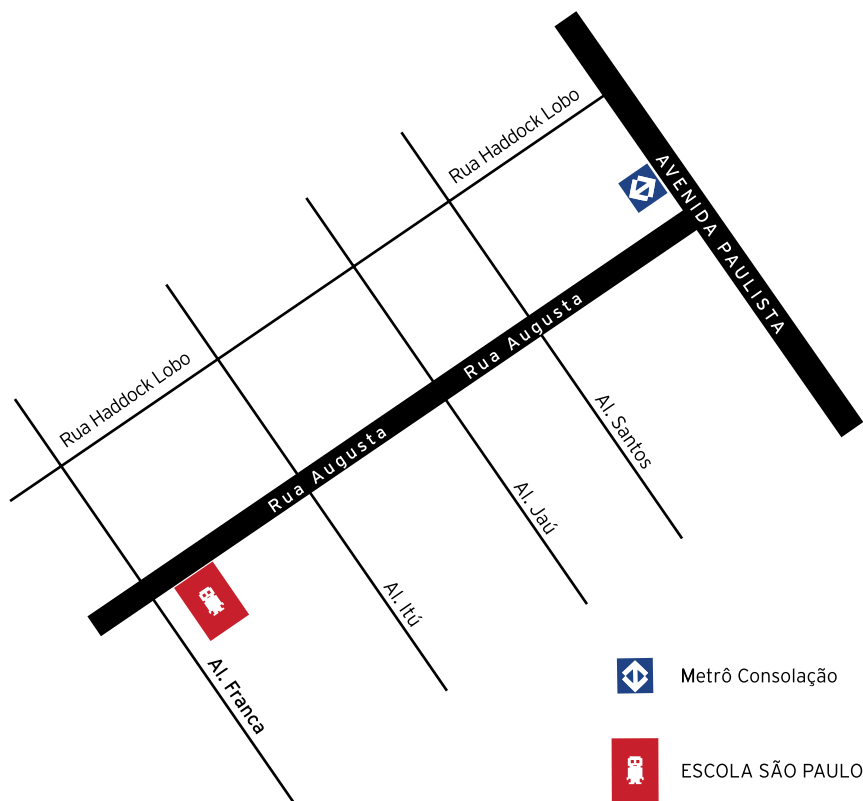 Rua Haddock Lobo
AVENIDA PAULISTA
Rua Augusta
Rua Haddock Lobo
Al. Santos
Rua Augusta
Al. Jaú
Al. Itú
Al. Franca
Metrô Consolação
ESCOLA SÃO PAULO